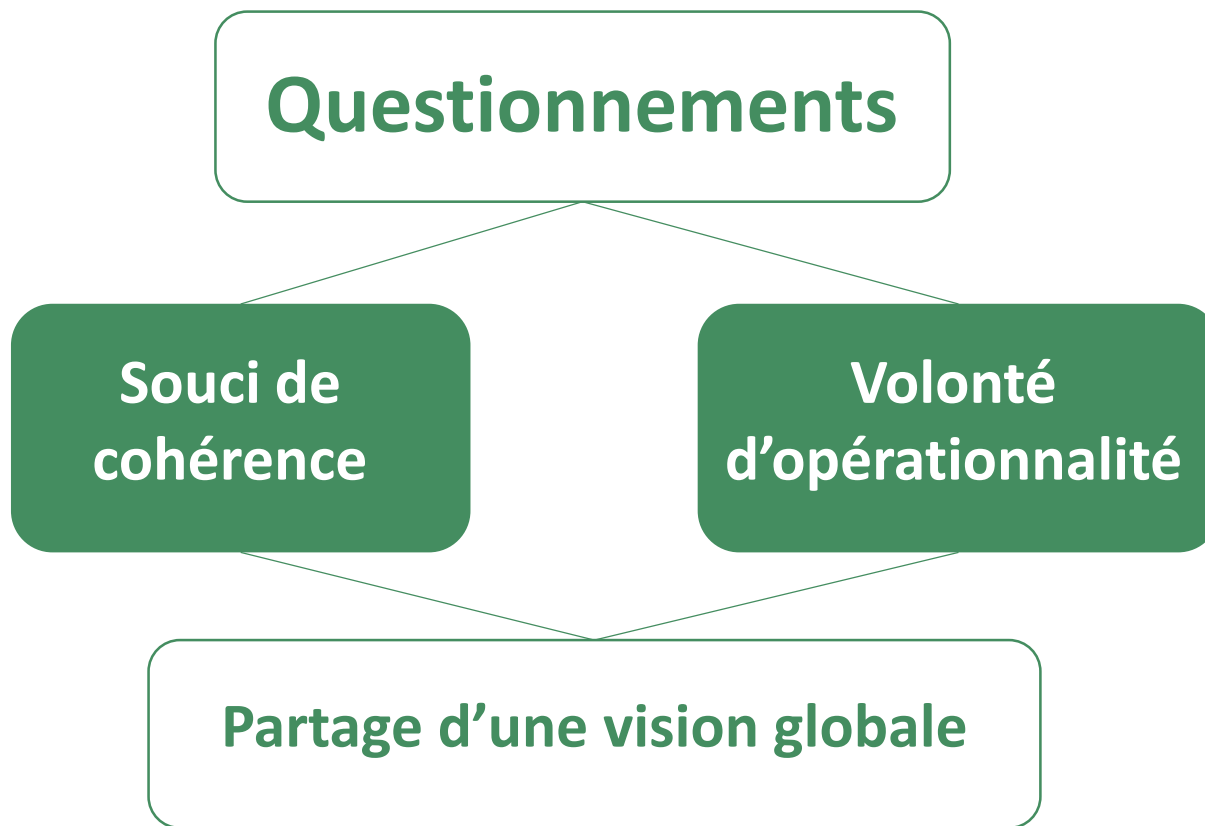 Questionnements
Souci de
cohérence
Volonté
d’opérationnalité
Partage d’une vision globale